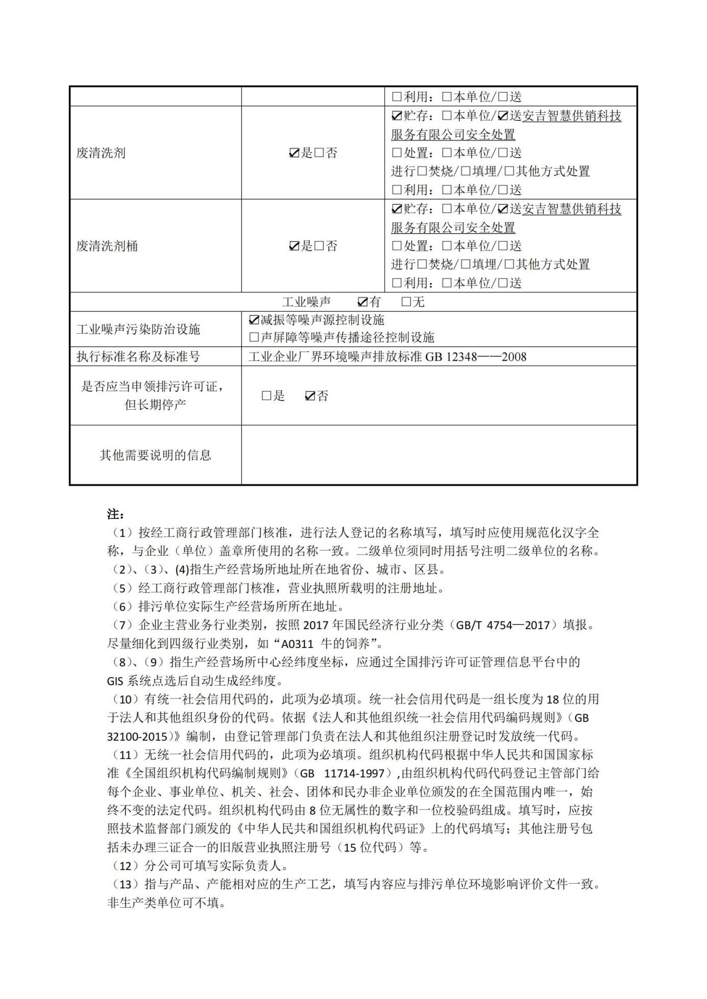 □利用：□本单位/□送
☑贮存：□本单位/☑送安吉智慧供销科技
服务有限公司安全处置
废清洗剂
☑是□否
□处置：□本单位/□送
进行□焚烧/□填埋/□其他方式处置
□利用：□本单位/□送
☑贮存：□本单位/☑送安吉智慧供销科技
服务有限公司安全处置
废清洗剂桶
☑是□否
□处置：□本单位/□送
进行□焚烧/□填埋/□其他方式处置
□利用：□本单位/□送
工业噪声 ☑有 □无
工业噪声污染防治设施
☑减振等噪声源控制设施
□声屏障等噪声传播途径控制设施
执行标准名称及标准号
工业企业厂界环境噪声排放标准 GB 12348——2008
是否应当申领排污许可证，
但长期停产
□是 ☑否
其他需要说明的信息
注：
（1）按经工商行政管理部门核准，进行法人登记的名称填写，填写时应使用规范化汉字全
称，与企业（单位）盖章所使用的名称一致。二级单位须同时用括号注明二级单位的名称。
（2）、（3）、(4)指生产经营场所地址所在地省份、城市、区县。
（5）经工商行政管理部门核准，营业执照所载明的注册地址。
（6）排污单位实际生产经营场所所在地址。
（7）企业主营业务行业类别，按照 2017 年国民经济行业分类（GB/T 4754—2017）填报。
尽量细化到四级行业类别，如“A0311 牛的饲养”。
（8）、（9）指生产经营场所中心经纬度坐标，应通过全国排污许可证管理信息平台中的
GIS 系统点选后自动生成经纬度。
（10）有统一社会信用代码的，此项为必填项。统一社会信用代码是一组长度为 18 位的用
于法人和其他组织身份的代码。依据《法人和其他组织统一社会信用代码编码规则》（GB
32100-2015）》编制，由登记管理部门负责在法人和其他组织注册登记时发放统一代码。
（11）无统一社会信用代码的，此项为必填项。组织机构代码根据中华人民共和国国家标
准《全国组织机构代码编制规则》（GB 11714-1997）,由组织机构代码代码登记主管部门给
每个企业、事业单位、机关、社会、团体和民办非企业单位颁发的在全国范围内唯一，始
终不变的法定代码。组织机构代码由 8 位无属性的数字和一位校验码组成。填写时，应按
照技术监督部门颁发的《中华人民共和国组织机构代码证》上的代码填写；其他注册号包
括未办理三证合一的旧版营业执照注册号（15 位代码）等。
（12）分公司可填写实际负责人。
（13）指与产品、产能相对应的生产工艺，填写内容应与排污单位环境影响评价文件一致。
非生产类单位可不填。